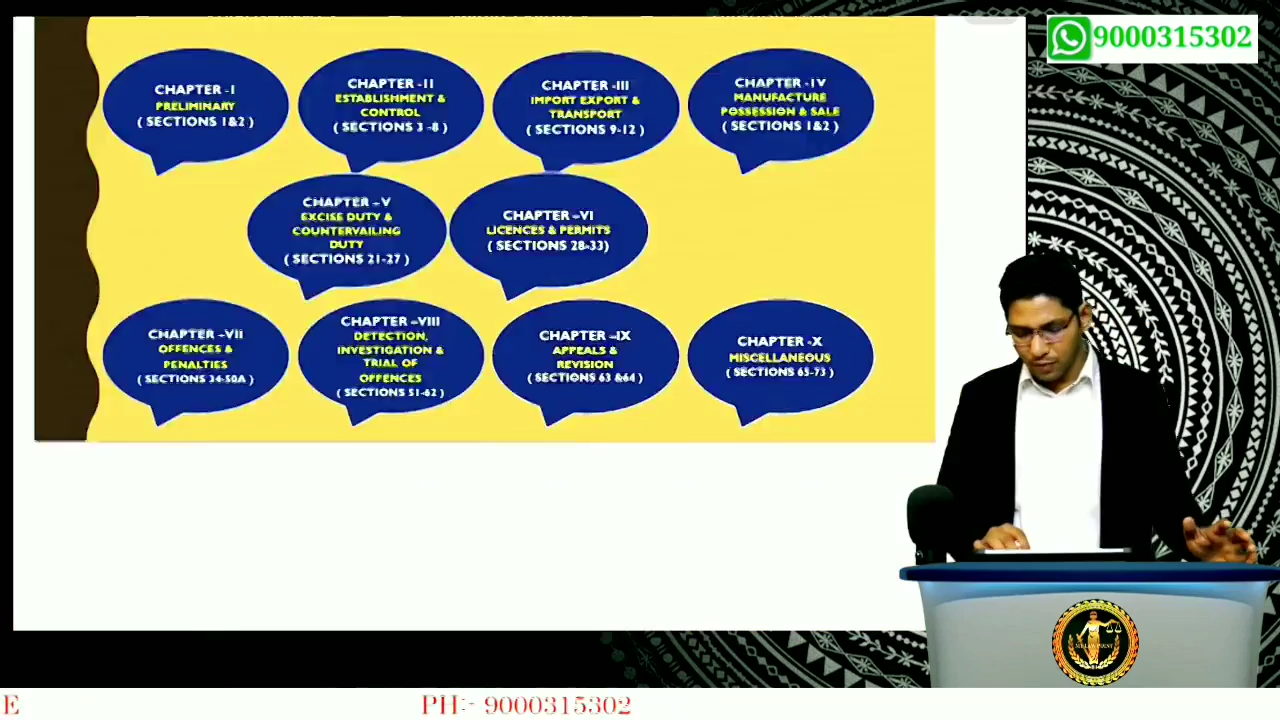 9000315302
CHAPTER -I
PRELIMINARY
( SECTIONS 1&2 )
CHAPTER -II
ESTABLISHMENT &
CONTROL
( SECTIONS 3 -8 )
CHAPTER -III
IMPORT EXPORT &
TRANSPORT
( SECTIONS 9-12 )
CHAPTER -IV
MANUFACTURE
POSSESSION & SALE
( SECTIONS 1&2 )
CHAPTER –V
EXCISE DUTY &
COUNTERVAILING
DUTY
( SECTIONS 21-27 )
CHAPTER –VI
LICENCES & PERMITS
( SECTIONS 28-33)
CHAPTER –VII
OFFENCES &
PENALTIES
( SECTIONS 34-50A )
CHAPTER –VIII
DETECTION,
INVESTIGATION &
TRIAL OF
OFFENCES
( SECTIONS 51-62 )
CHAPTER –IX
APPEALS &
REVISION
( SECTIONS 63 &64 )
CHAPTER -X
MISCELLANEOUS
( SECTIONS 65-73 )
E
PH:- 9000315302